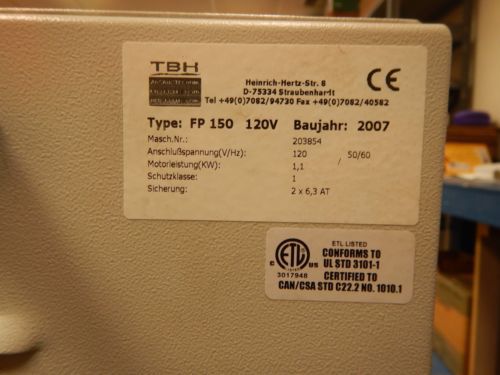 TBH
Heinrich-Hertz-Str. 8
D-75334 Straubenhardt
Tel +49(0)7082/94730 Fax +49(0)7082/40582
CE
Type: FP 150 120V Baujahr: 2007
Masch.Nr.: 203854
Anschlußspannung(V/Hz): 120 / 50/60
Motorleistung(KW): 1,1
Schutzklasse: 1
Sicherung: 2 x 6,3 AT
ETL LISTED
CONFORMS TO
UL STD 3101-1
CERTIFIED TO
CAN/CSA STD C22.2 NO. 1010.1
C ETL US
3017948